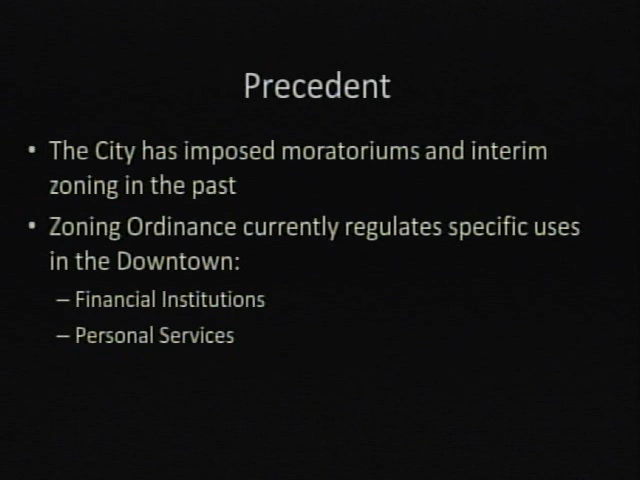 Precedent
• The City has imposed moratoriums and interim
zoning in the past
• Zoning Ordinance currently regulates specific uses
in the Downtown:
– Financial Institutions
– Personal Services